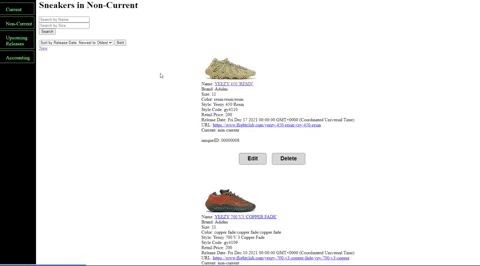 Sneakers in Non-Current
Current
Non-Current
Upcoming
Releases
Accounting
Search by Name
Search by Size
Search
Sort by Release Date, Newest to Oldest
Sort
New
Name: YEEZY 450 'RESIN'
Brand: Adidas
Size: 11
Color: resin/resin/resin
Style: Yeezy 450 Resin
Style Code: gy4110
Retail Price: 200
Release Date: Fri Dec 17 2021 00:00:00 GMT+0000 (Coordinated Universal Time)
URL: https://www.flightclub.com/yeezy-450-resin-yzy-450-resin
Current: non-current
uniqueID: 00000008
Edit
Delete
Name: YEEZY 700 V3 'COPPER FADE'
Brand: Adidas
Size: 11
Color: copper fade/copper fade/copper fade
Style: Yeezy 700 V3 Copper Fade
Style Code: gy4109
Retail Price: 200
Release Date: Fri Dec 10 2021 00:00:00 GMT+0000 (Coordinated Universal Time)
URL: https://www.flightclub.com/yeezy-700-v3-copper-fade-yzy-700-v3-copper
Current: non-current